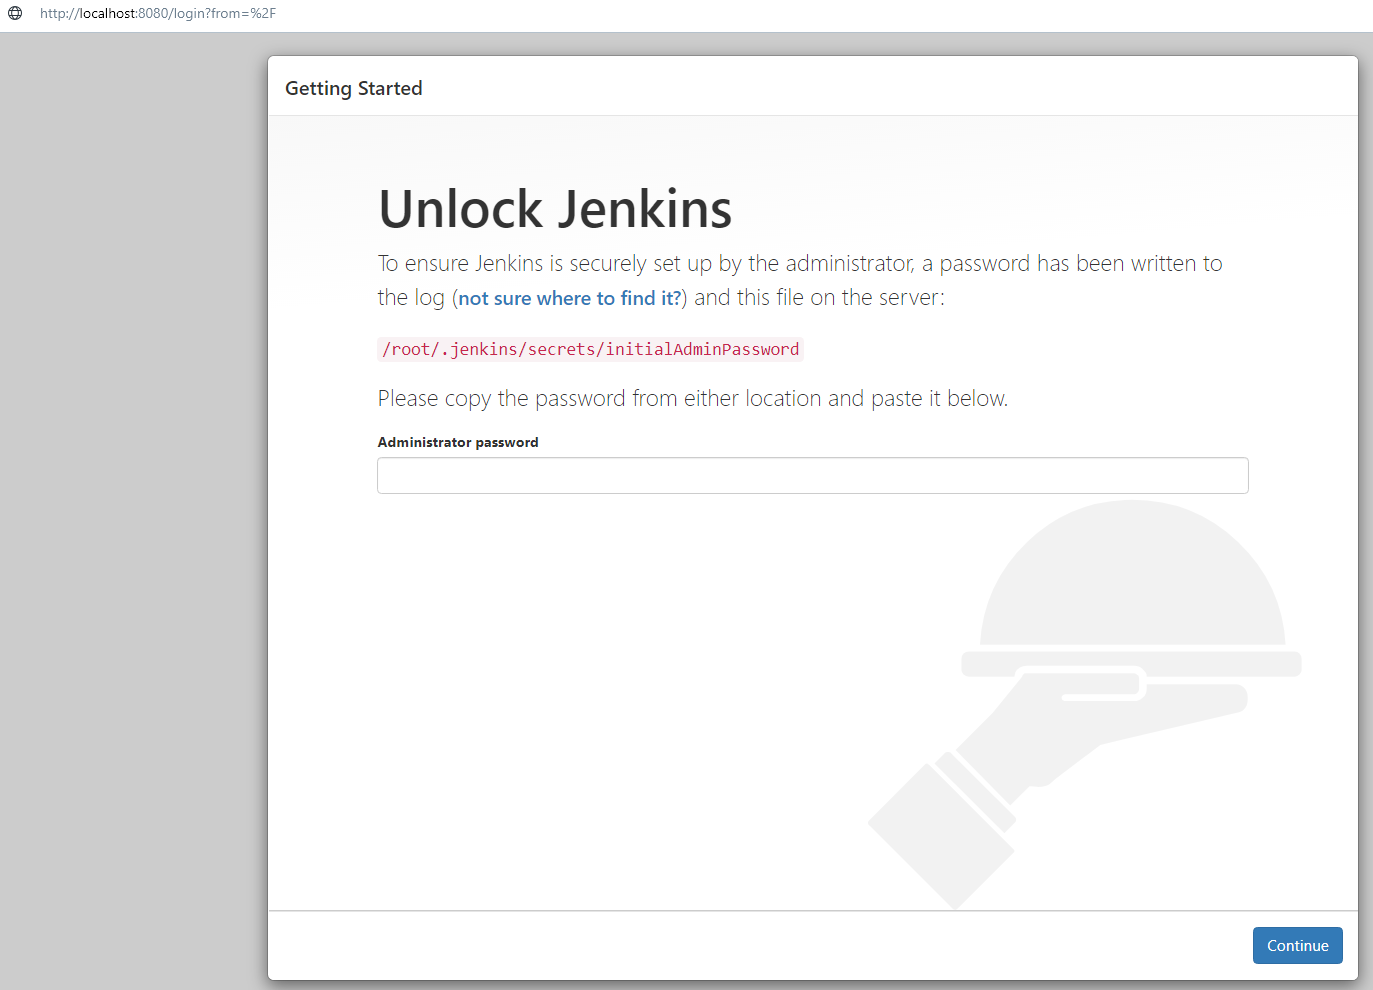 http://localhost:8080/login?from=%2F
Getting Started
Unlock Jenkins
To ensure Jenkins is securely set up by the administrator, a password has been written to
the log (not sure where to find it?) and this file on the server:
/root/.jenkins/secrets/initialAdminPassword
Please copy the password from either location and paste it below.
Administrator password
Continue